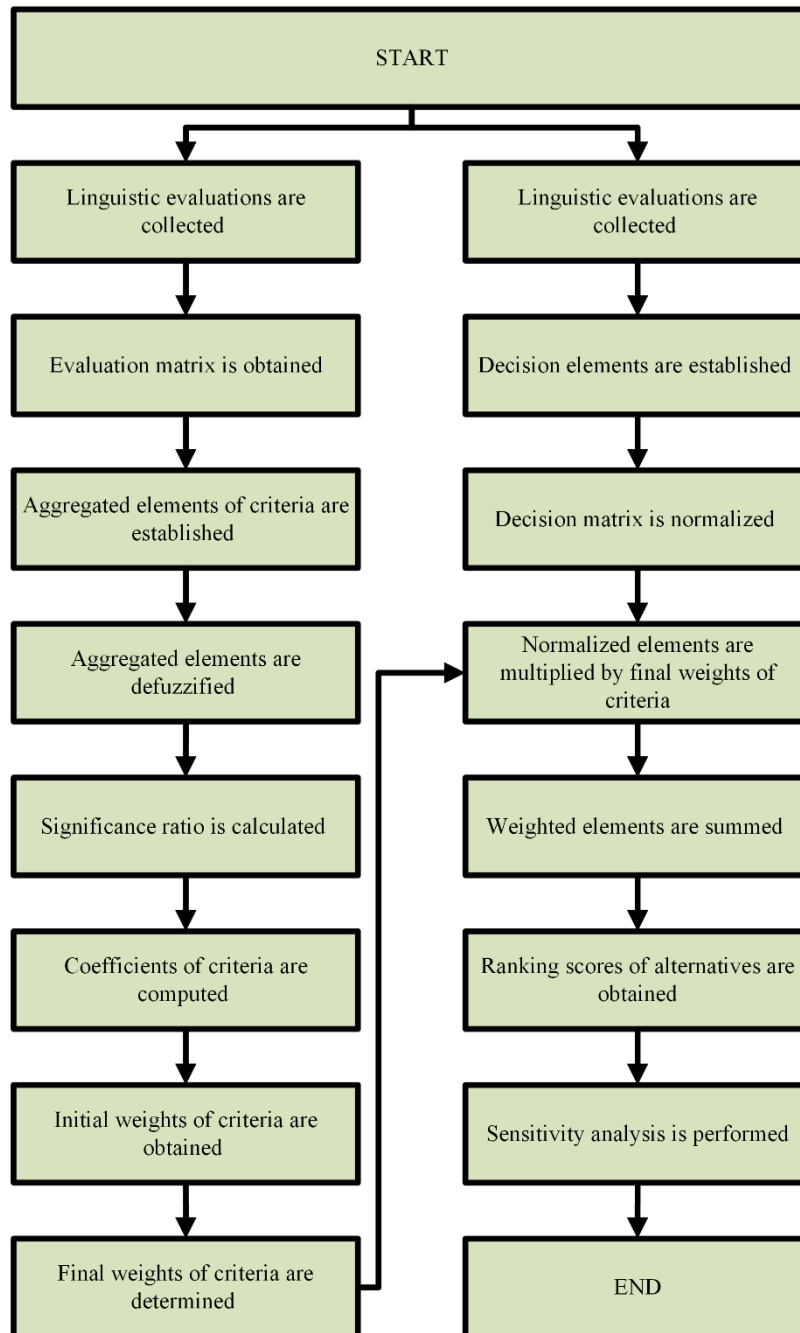 START
Linguistic evaluations are
collected
Evaluation matrix is obtained
Aggregated elements of criteria are
established
Aggregated elements are
defuzzified
Significance ratio is calculated
Coefficients of criteria are
computed
Initial weights of criteria are
obtained
Final weights of criteria are
determined
Linguistic evaluations are
collected
Decision elements are established
Decision matrix is normalized
Normalized elements are
multiplied by final weights of
criteria
Weighted elements are summed
Ranking scores of alternatives are
obtained
Sensitivity analysis is performed
END